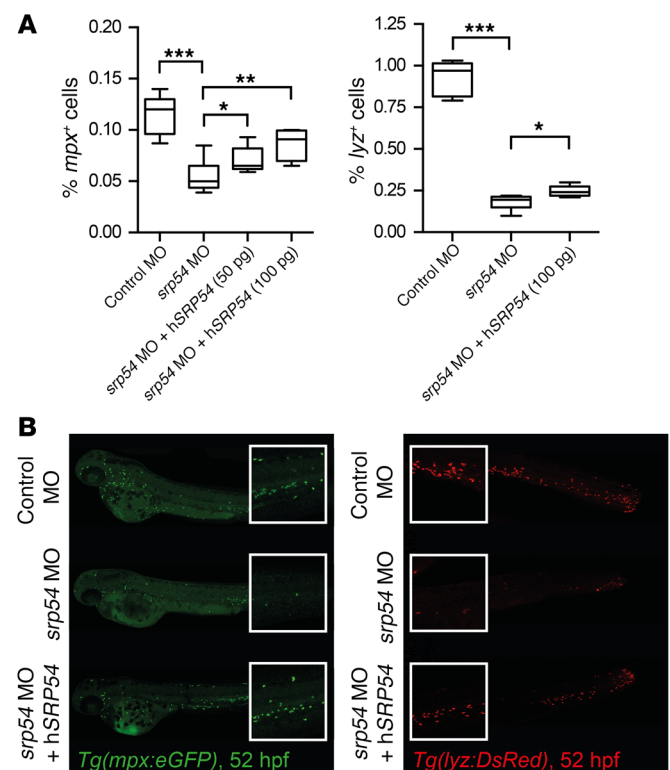 A
% mpx+ cells
0.20
0.15
0.10
0.05
0.00
***
**
*
Control MO
srp54 MO
srp54 MO + hSRP54 (50 pg)
srp54 MO + hSRP54 (100 pg)
% lyz+ cells
1.25
1.00
0.75
0.50
0.25
0.00
***
*
Control MO
srp54 MO
srp54 MO + hSRP54 (100 pg)
B
Control
MO
srp54 MO
srp54 MO
+ hSRP54
Tg(mpx:eGFP), 52 hpf
Control
MO
srp54 MO
srp54 MO
+ hSRP54
Tg(lyz:DsRed), 52 hpf